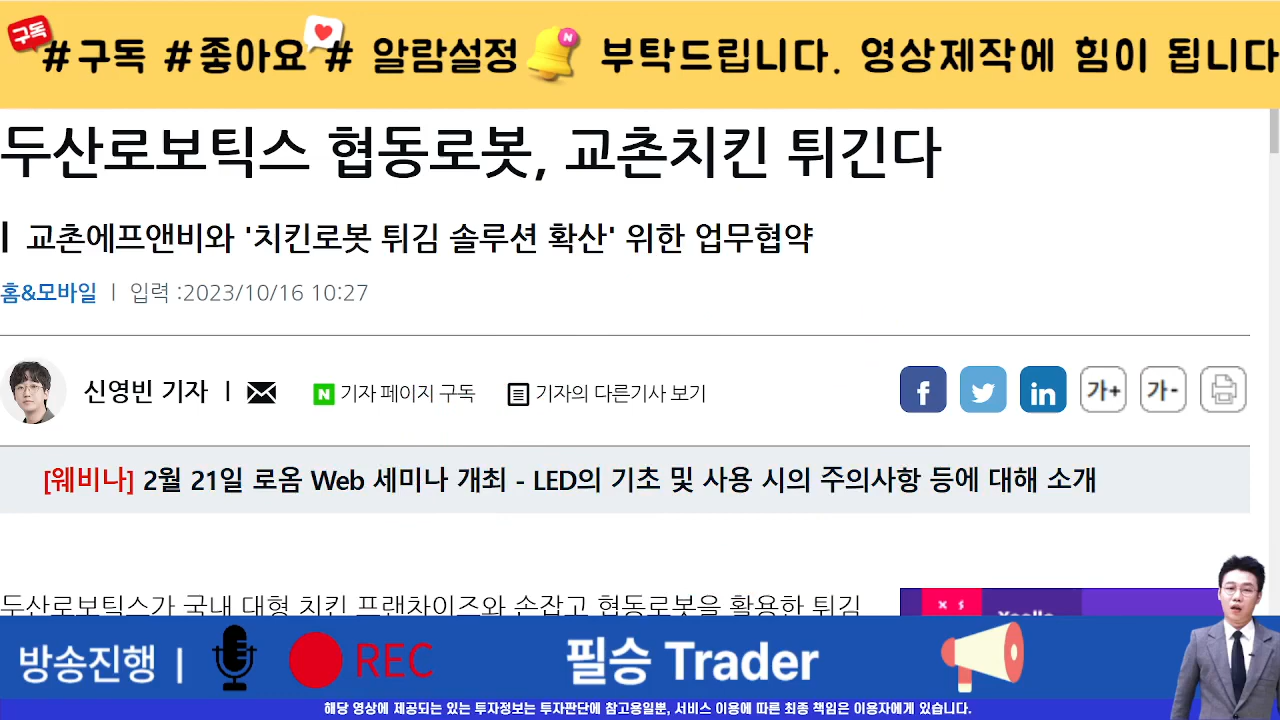 구독
#구독 #좋아요 # 알람설정 N 부탁드립니다. 영상제작에 힘이 됩니다
두산로보틱스 협동로봇, 교촌치킨 튀긴다
교촌에프앤비와 '치킨로봇 튀김 솔루션 확산' 위한 업무협약
홈&모바일 | 입력 :2023/10/16 10:27
신영빈 기자 | N 기자 페이지 구독 기자의 다른기사 보기 f in 가+ 가-
[웨비나] 2월 21일 로옴 Web 세미나 개최 - LED의 기초 및 사용 시의 주의사항 등에 대해 소개
두산로보틱스가 국내 대형 치킨 프랜차이즈와 손잡고 협동로봇을 활용한 튀김
방송진행 | REC 필승 Trader
해당 영상에 제공되는 있는 투자정보는 투자판단에 참고용일뿐, 서비스 이용에 따른 최종 책임은 이용자에게 있습니다.